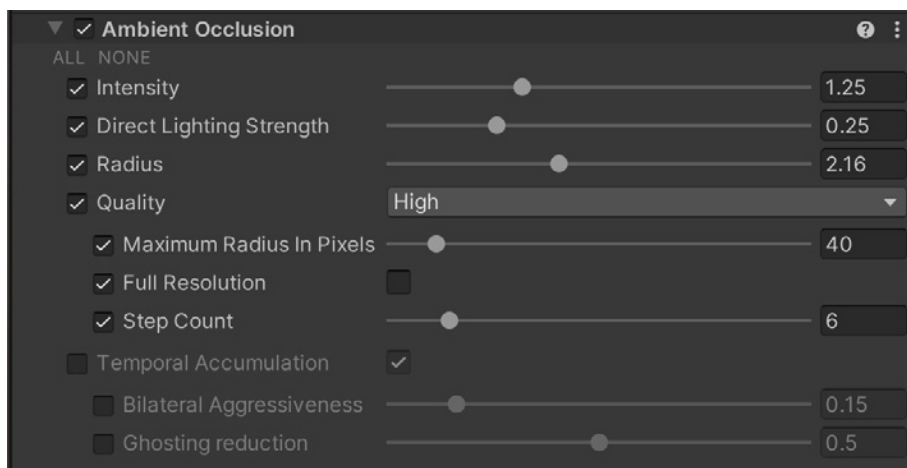 Ambient Occlusion
ALL NONE
Intensity 1.25
Direct Lighting Strength 0.25
Radius 2.16
Quality High
Maximum Radius In Pixels 40
Full Resolution
Step Count 6
Temporal Accumulation
Bilateral Aggressiveness 0.15
Ghosting reduction 0.5